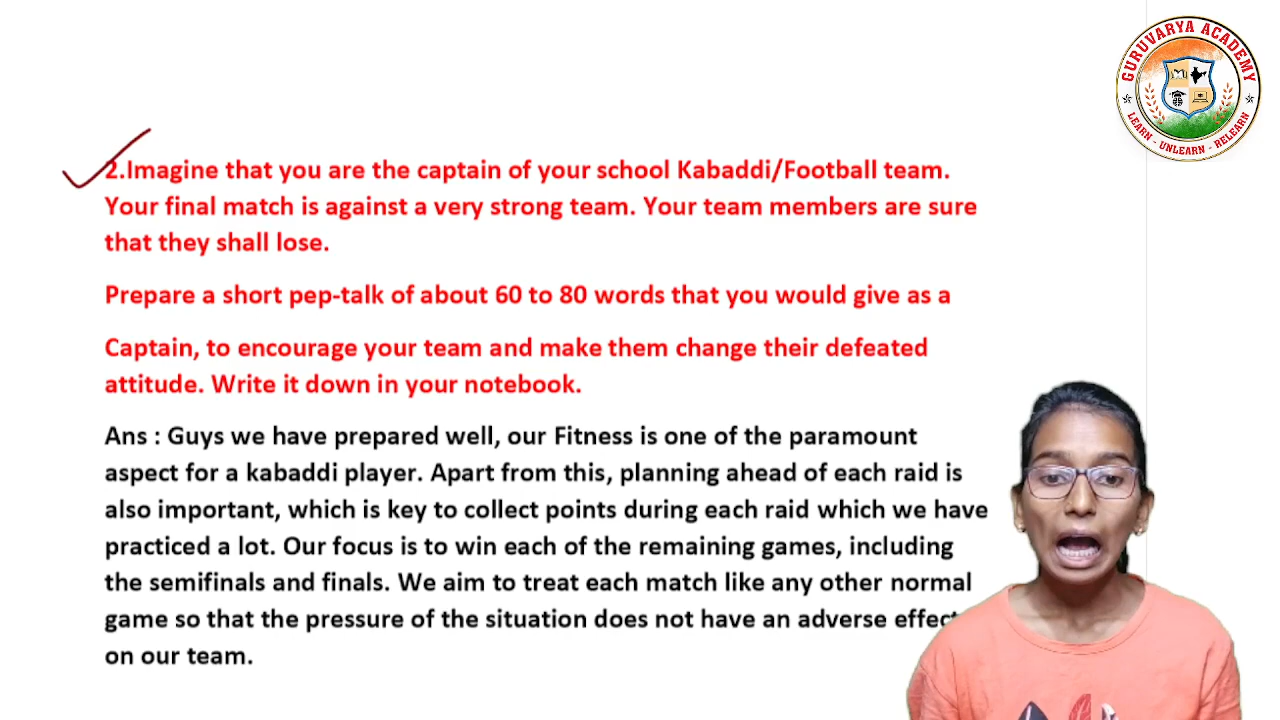 GURUVARYA ACADEMY
LEARN - UNLEARN - RELEARN
2.Imagine that you are the captain of your school Kabaddi/Football team.
Your final match is against a very strong team. Your team members are sure
that they shall lose.
Prepare a short pep-talk of about 60 to 80 words that you would give as a
Captain, to encourage your team and make them change their defeated
attitude. Write it down in your notebook.
Ans : Guys we have prepared well, our Fitness is one of the paramount
aspect for a kabaddi player. Apart from this, planning ahead of each raid is
also important, which is key to collect points during each raid which we have
practiced a lot. Our focus is to win each of the remaining games, including
the semifinals and finals. We aim to treat each match like any other normal
game so that the pressure of the situation does not have an adverse effec
on our team.